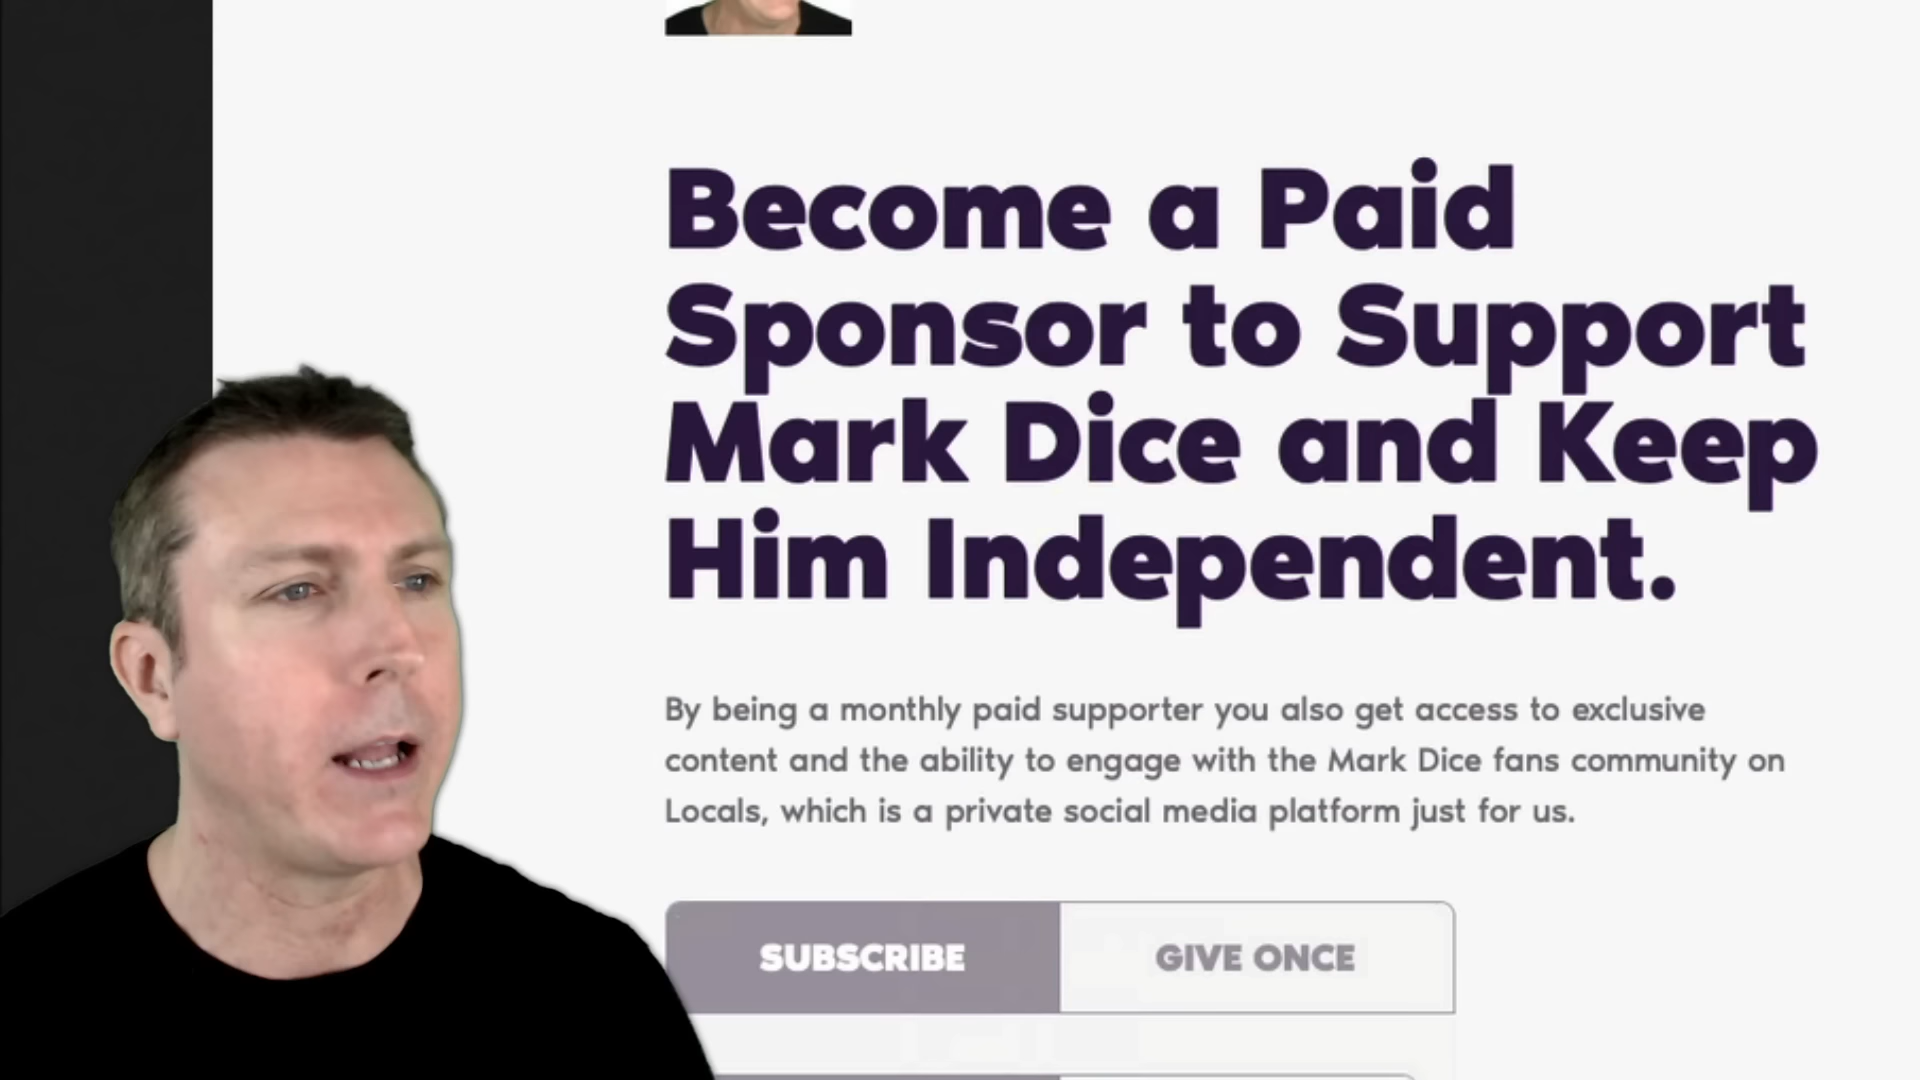 Become a Paid
Sponsor to Support
Mark Dice and Keep
Him Independent.
By being a monthly paid supporter you also get access to exclusive
content and the ability to engage with the Mark Dice fans community on
Locals, which is a private social media platform just for us.
SUBSCRIBE
GIVE ONCE